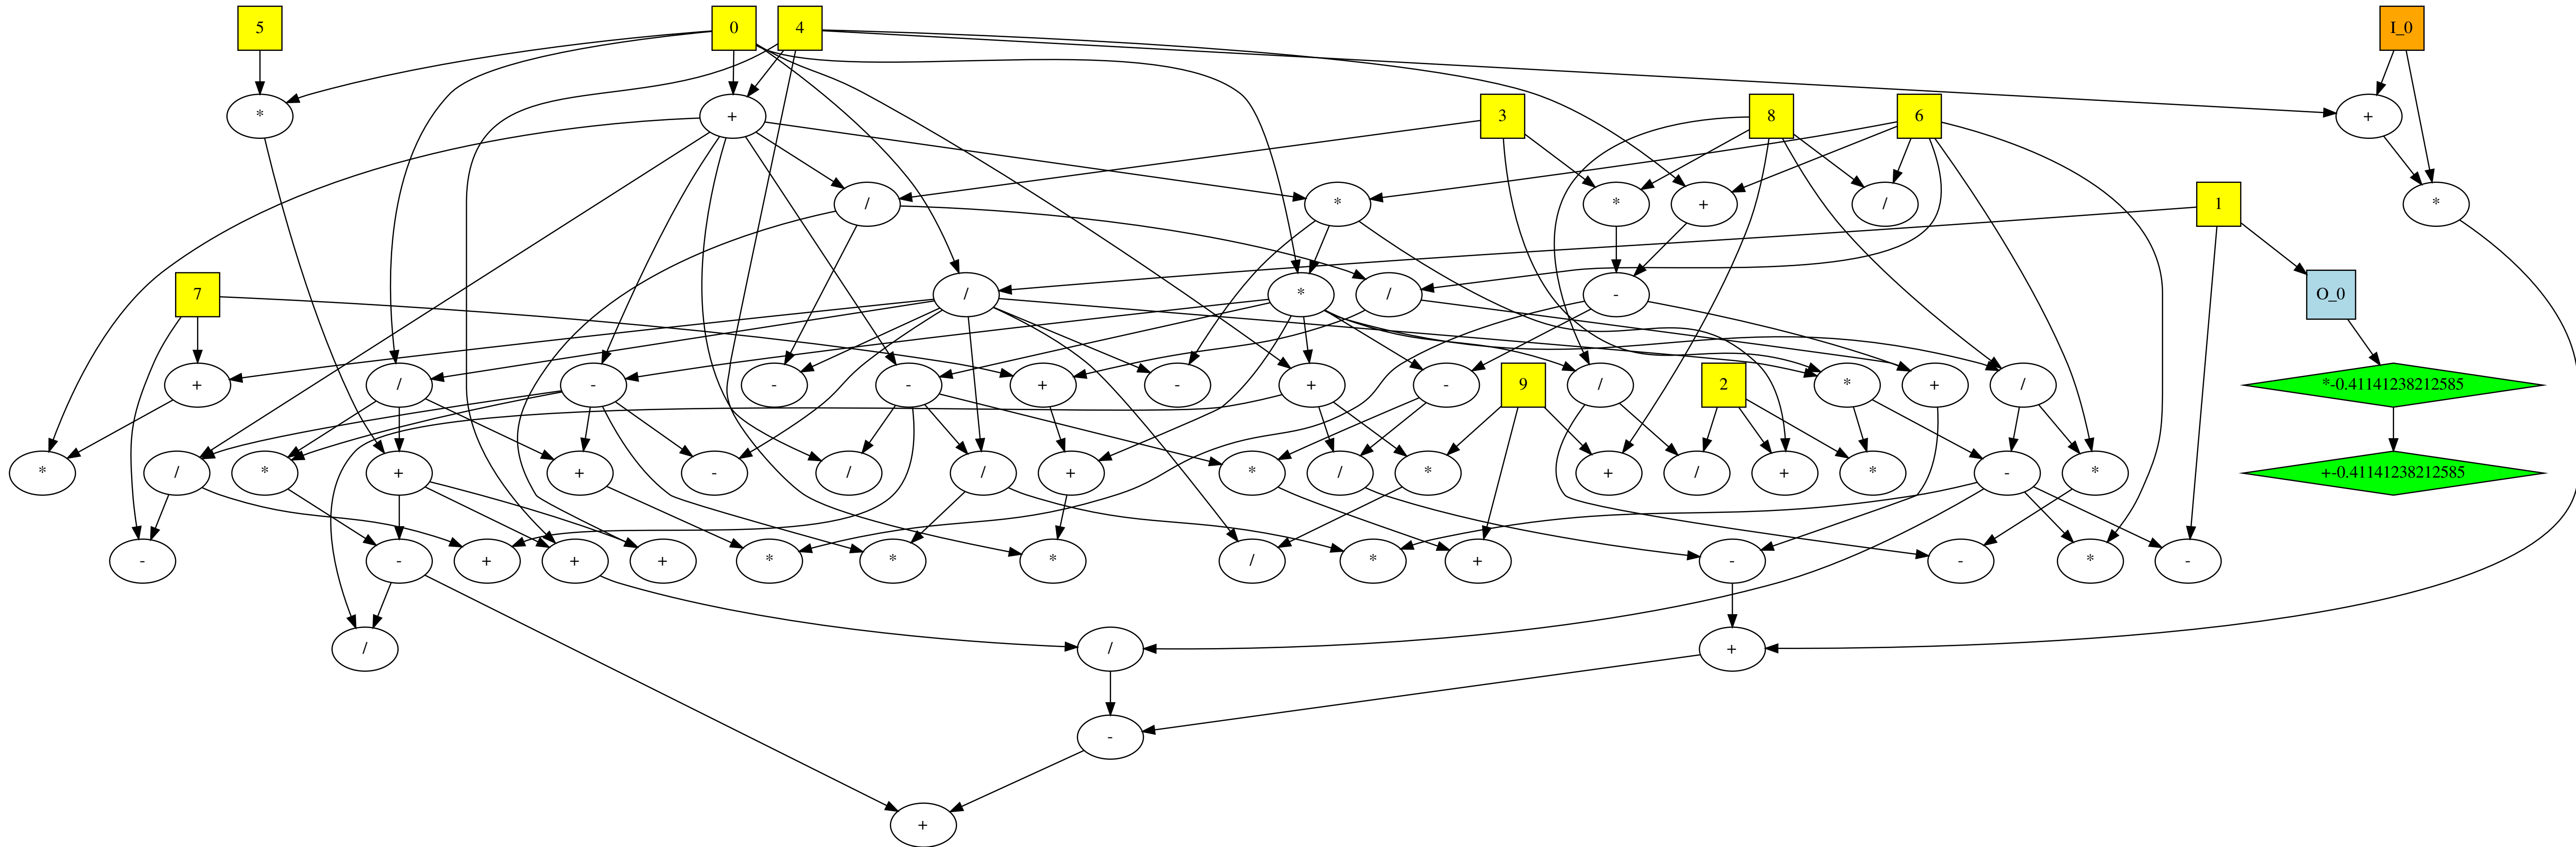 5 0 4 I_0
* + 3 8 6 +
/ * * + / 1 *
7 / * / - O_0
+ / - - - + - + - 9 / 2 * + / *-0.41141238212585
* / * + + - / / + * / * + / + * - * +-0.41141238212585
- - + + + * * * / * + - - * -
/ / +
-
+